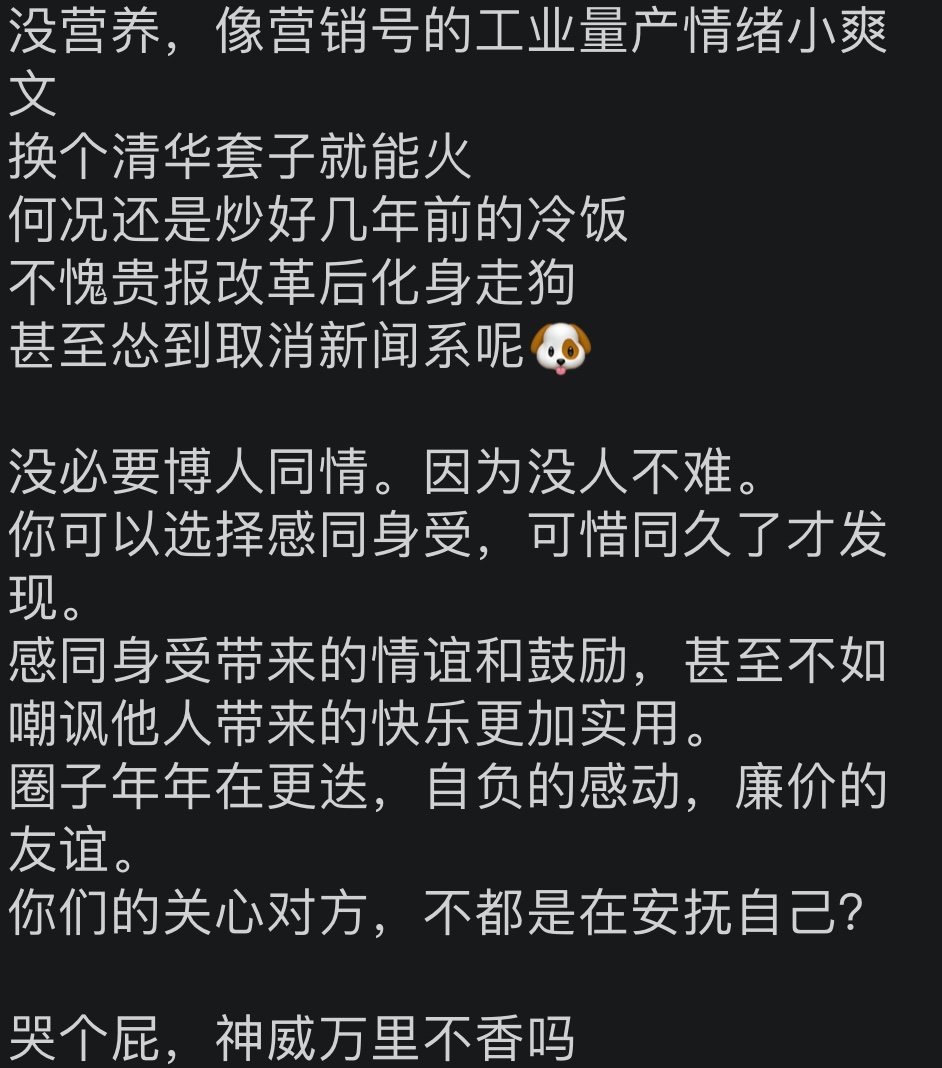 没营养，像营销号的工业量产情绪小爽
文
换个清华套子就能火
何况还是炒好几年前的冷饭
不愧贵报改革后化身走狗
甚至怂到取消新闻系呢🐶
没必要博人同情。因为没人不难。
你可以选择感同身受，可惜同久了才发
现。
感同身受带来的情谊和鼓励，甚至不如
嘲讽他人带来的快乐更加实用。
圈子年年在更迭，自负的感动，廉价的
友谊。
你们的关心对方，不都是在安抚自己？
哭个屁，神威万里不香吗